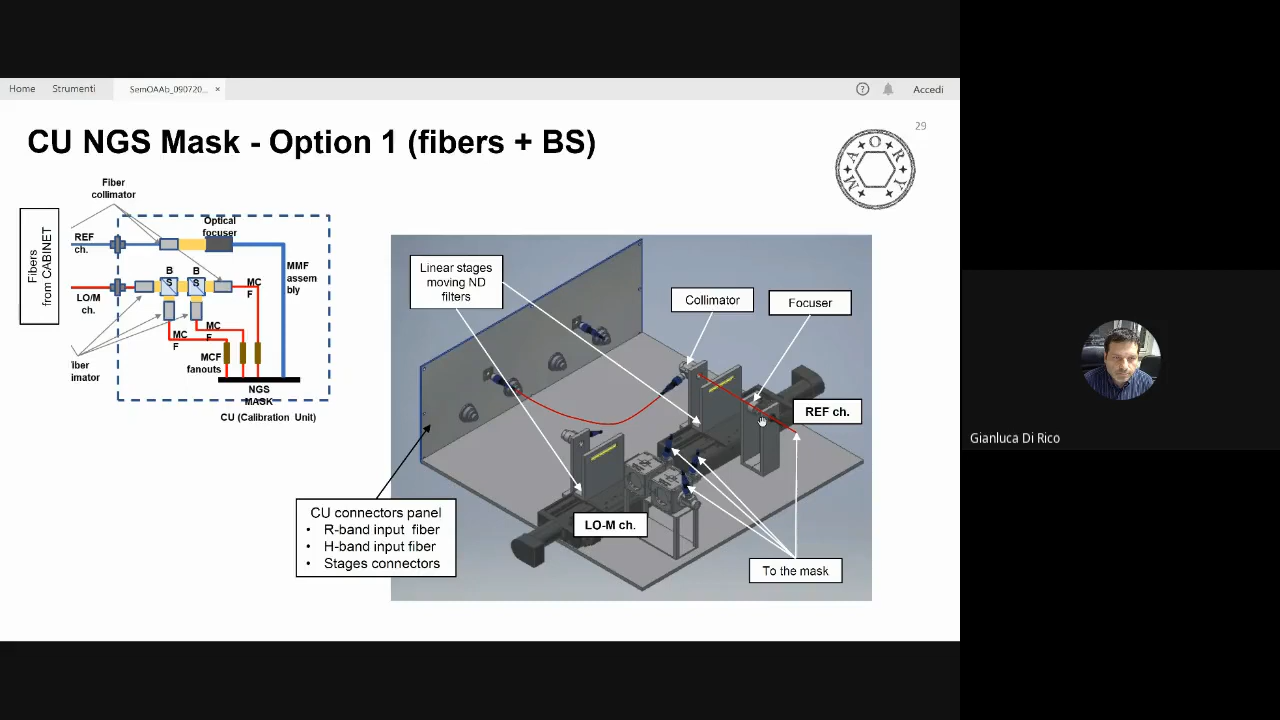 Home Strumenti SemOAAb_090720... × ? Accedi
29
CU NGS Mask - Option 1 (fibers + BS)
MAORY
Fiber
collimator
Fibers
from CABINET
REF
ch.
Optical
focuser
LO/M
ch.
B
S
B
S
MC
F
MMF
assem
bly
MC
F
MC
F
MCF
fanouts
iber
imator
NGS
MASK
CU (Calibration Unit)
Linear stages
moving ND
filters
Collimator
Focuser
REF ch.
LO-M ch.
CU connectors panel
• R-band input fiber
• H-band input fiber
• Stages connectors
To the mask
Gianluca Di Rico